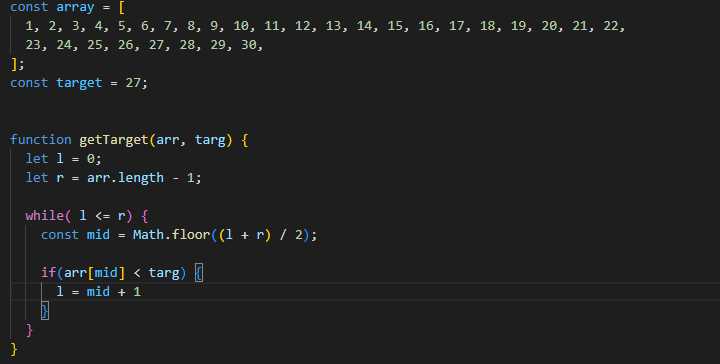 const array = [
1, 2, 3, 4, 5, 6, 7, 8, 9, 10, 11, 12, 13, 14, 15, 16, 17, 18, 19, 20, 21, 22,
23, 24, 25, 26, 27, 28, 29, 30,
];
const target = 27;
function getTarget(arr, targ) {
let l = 0;
let r = arr.length - 1;
while( l <= r) {
const mid = Math.floor((l + r) / 2);
if(arr[mid] < targ) {
l = mid + 1
}
}
}